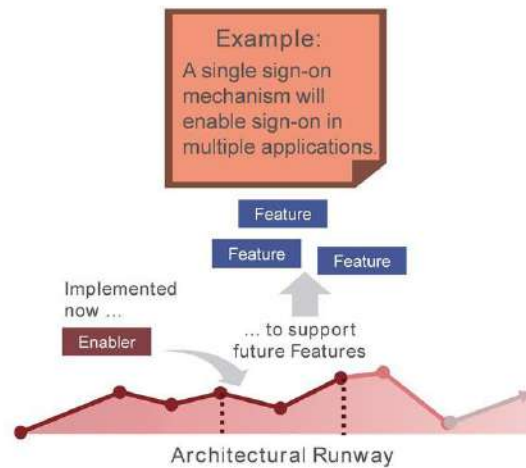 Example:
A single sign-on
mechanism will
enable sign-on in
multiple applications.
Feature
Feature
Feature
Implemented
now ...
Enabler
... to support
future Features
Architectural Runway